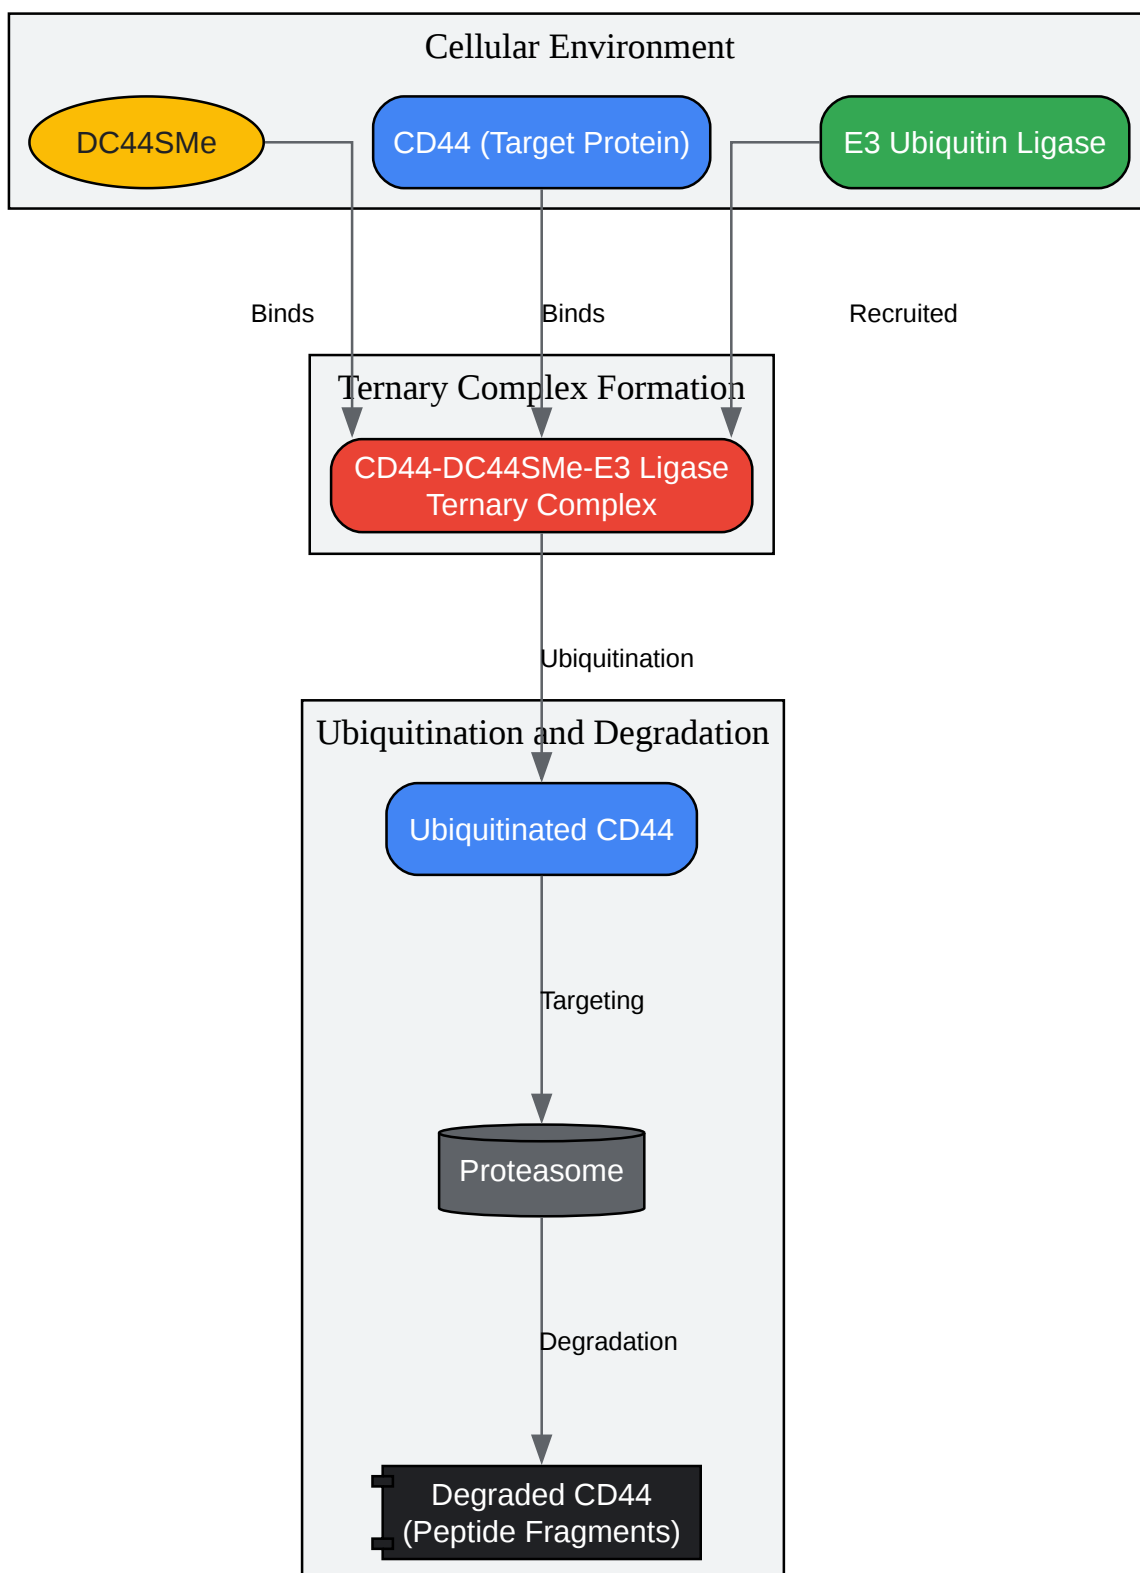 Cellular Environment
DC44SMe
CD44 (Target Protein)
E3 Ubiquitin Ligase
Binds
Binds
Recruited
Ternary Complex Formation
CD44-DC44SMe-E3 Ligase
Ternary Complex
Ubiquitination
Ubiquitination and Degradation
Ubiquitinated CD44
Targeting
Proteasome
Degradation
Degraded CD44
(Peptide Fragments)